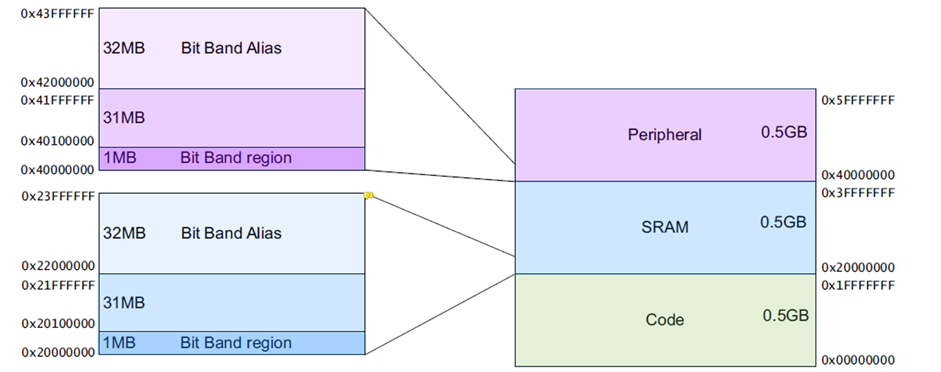 0x43FFFFFF
32MB Bit Band Alias
0x42000000
0x41FFFFFF
31MB
0x40100000
1MB Bit Band region
0x40000000
0x23FFFFFF
32MB Bit Band Alias
0x22000000
0x21FFFFFF
31MB
0x20100000
1MB Bit Band region
0x20000000
0x5FFFFFFF
Peripheral 0.5GB
0x40000000
0x3FFFFFFF
SRAM 0.5GB
0x20000000
0x1FFFFFFF
Code 0.5GB
0x00000000